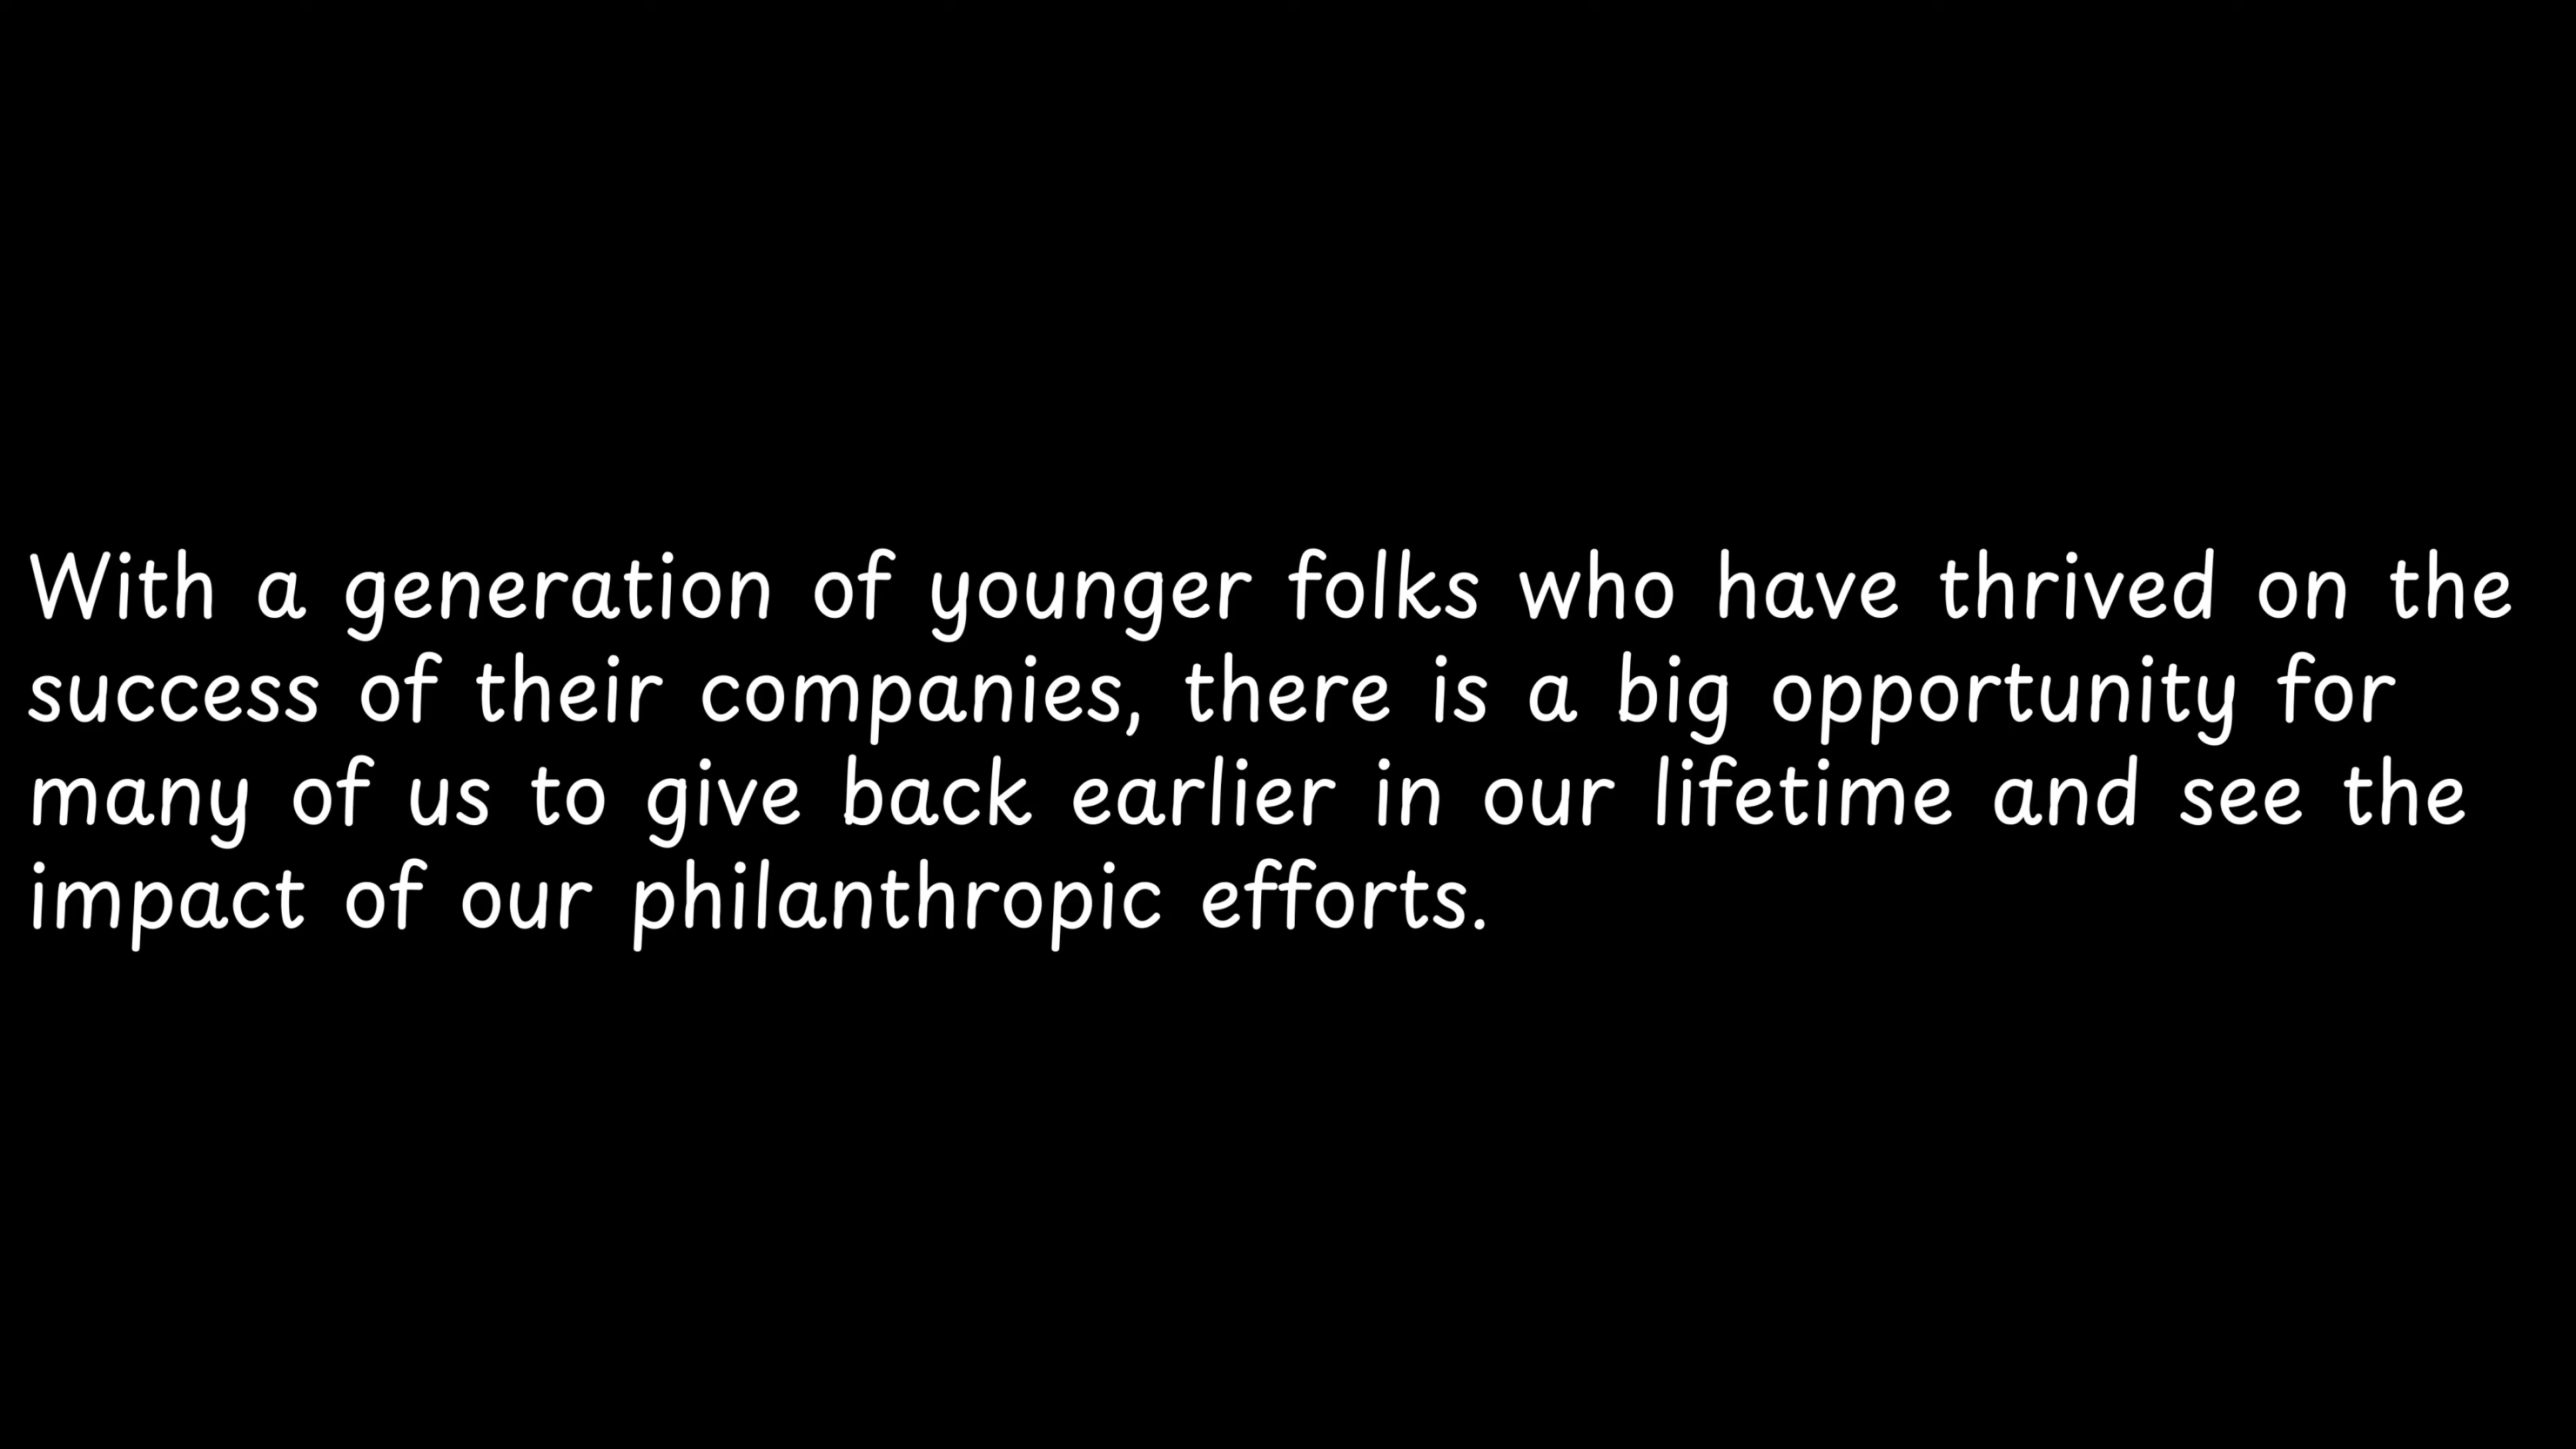 With a generation of younger folks who have thrived on the
success of their companies, there is a big opportunity for
many of us to give back earlier in our lifetime and see the
impact of our philanthropic efforts.